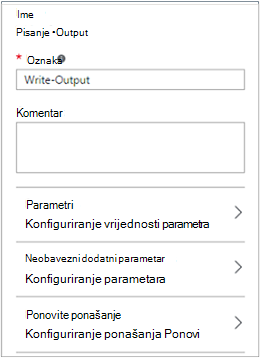 Ime
Pisanje •Output
* Oznaka
Write-Output
Komentar
Parametri
Konfiguriranje vrijednosti parametra
Neobavezni dodatni parametar
Konfiguriranje parametara
Ponovite ponašanje
Konfiguriranje ponašanja Ponovi